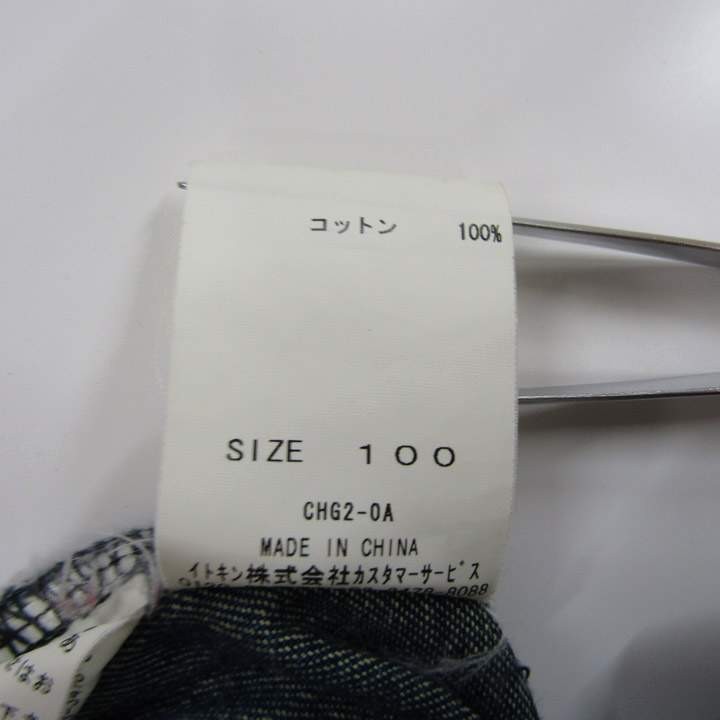 コットン 100%
SIZE 100
CHG2-0A
MADE IN CHINA
イトキン株式会社カスタマーサービス